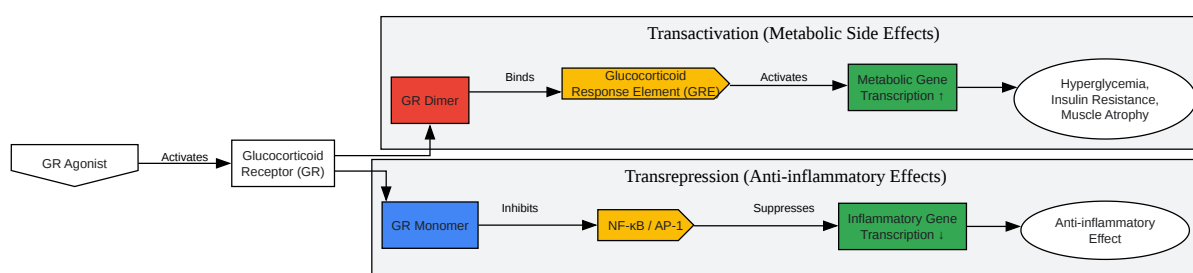 Transactivation (Metabolic Side Effects)
GR Dimer
Binds
Glucocorticoid
Response Element (GRE)
Activates
Metabolic Gene
Transcription ↑
Hyperglycemia,
Insulin Resistance,
Muscle Atrophy
GR Agonist
Activates
Glucocorticoid
Receptor (GR)
Transrepression (Anti-inflammatory Effects)
GR Monomer
Inhibits
NF-κB / AP-1
Suppresses
Inflammatory Gene
Transcription ↓
Anti-inflammatory
Effect